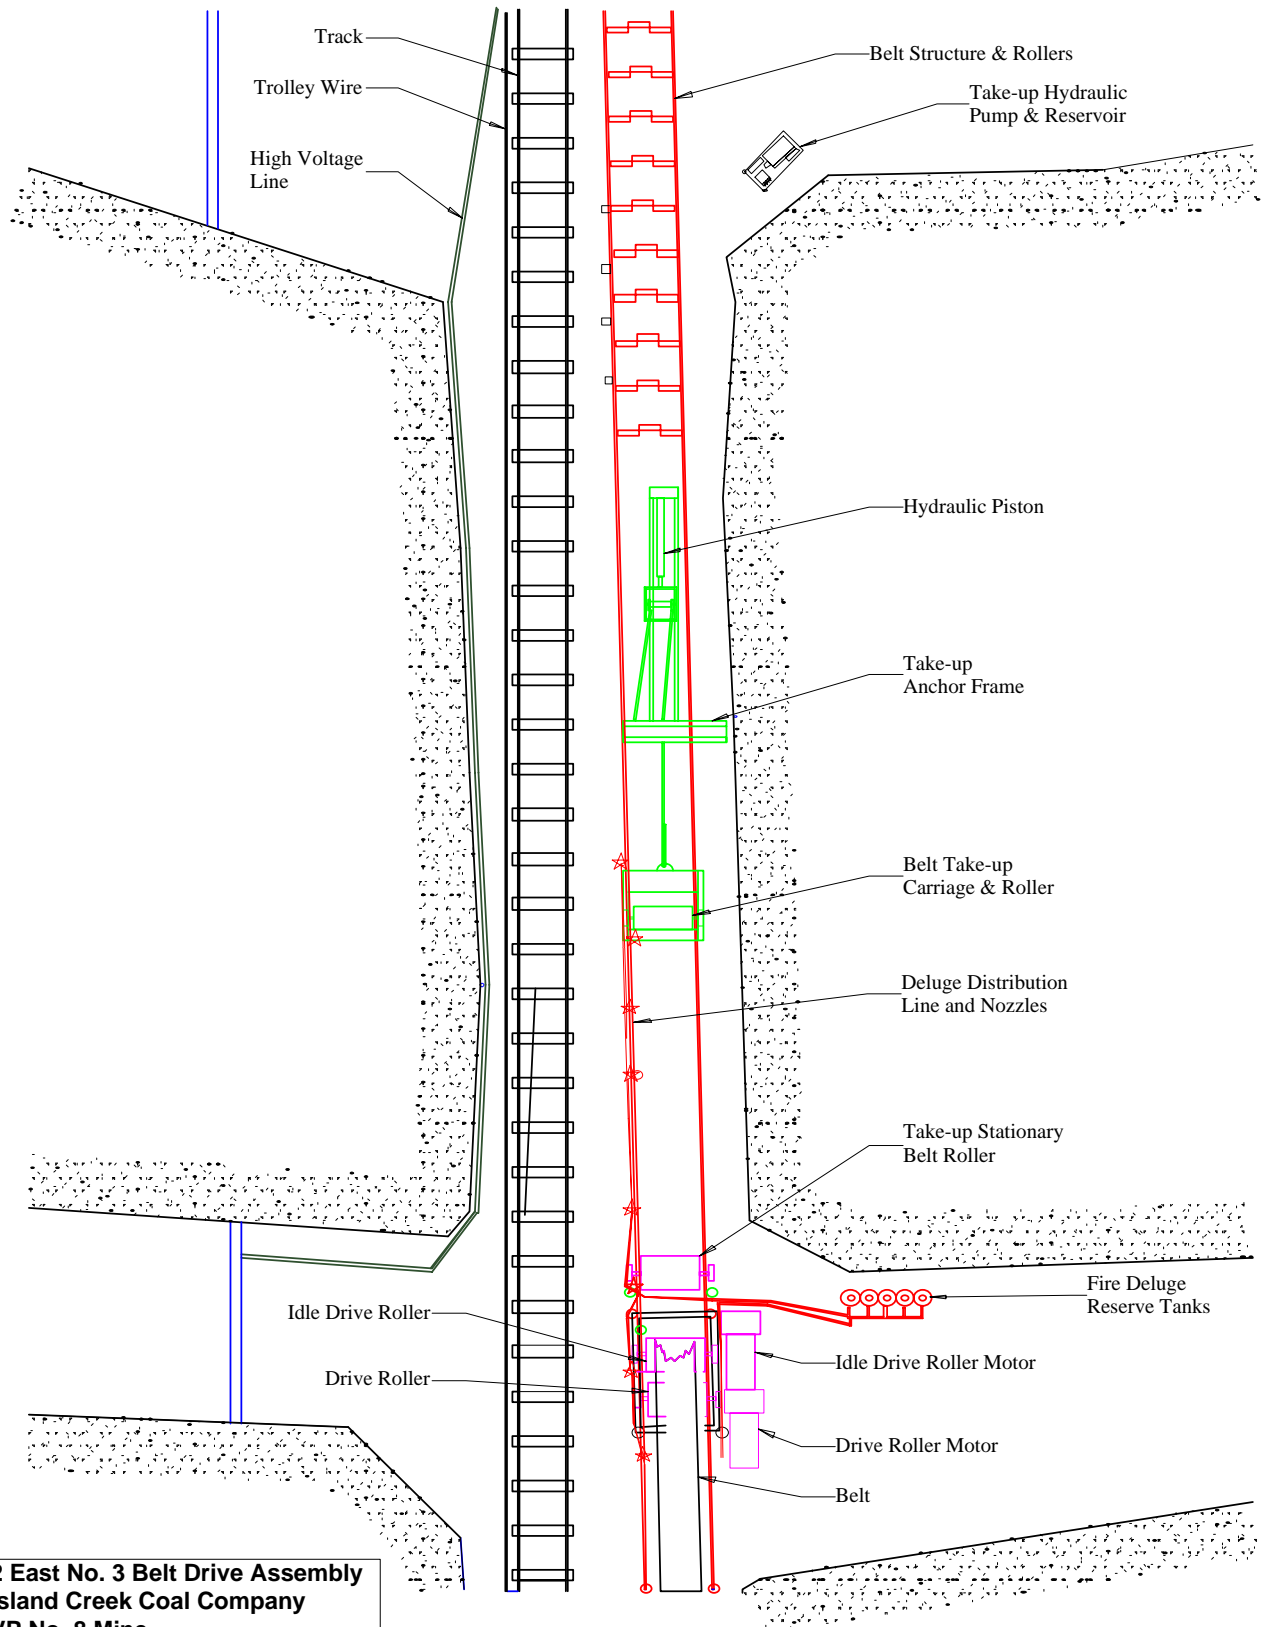 Track
Belt Structure & Rollers
Trolley Wire
Take-up Hydraulic
Pump & Reservoir
High Voltage
Line
Hydraulic Piston
Take-up
Anchor Frame
Belt Take-up
Carriage & Roller
Deluge Distribution
Line and Nozzles
Take-up Stationary
Belt Roller
Fire Deluge
Reserve Tanks
Idle Drive Roller
Idle Drive Roller Motor
Drive Roller
Drive Roller Motor
Belt
East No. 3 Belt Drive Assembly
Creek Coal Company
No. 8 Mine